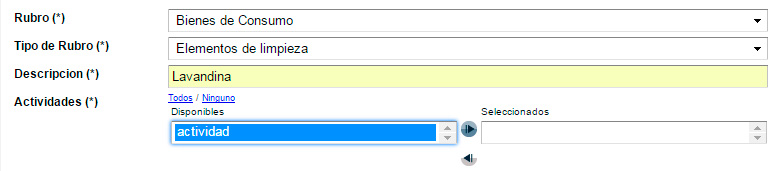 Rubro (*) Bienes de Consumo
Tipo de Rubro (*) Elementos de limpieza
Descripcion (*) Lavandina
Actividades (*) Todos / Ninguno
Disponibles Seleccionados
actividad